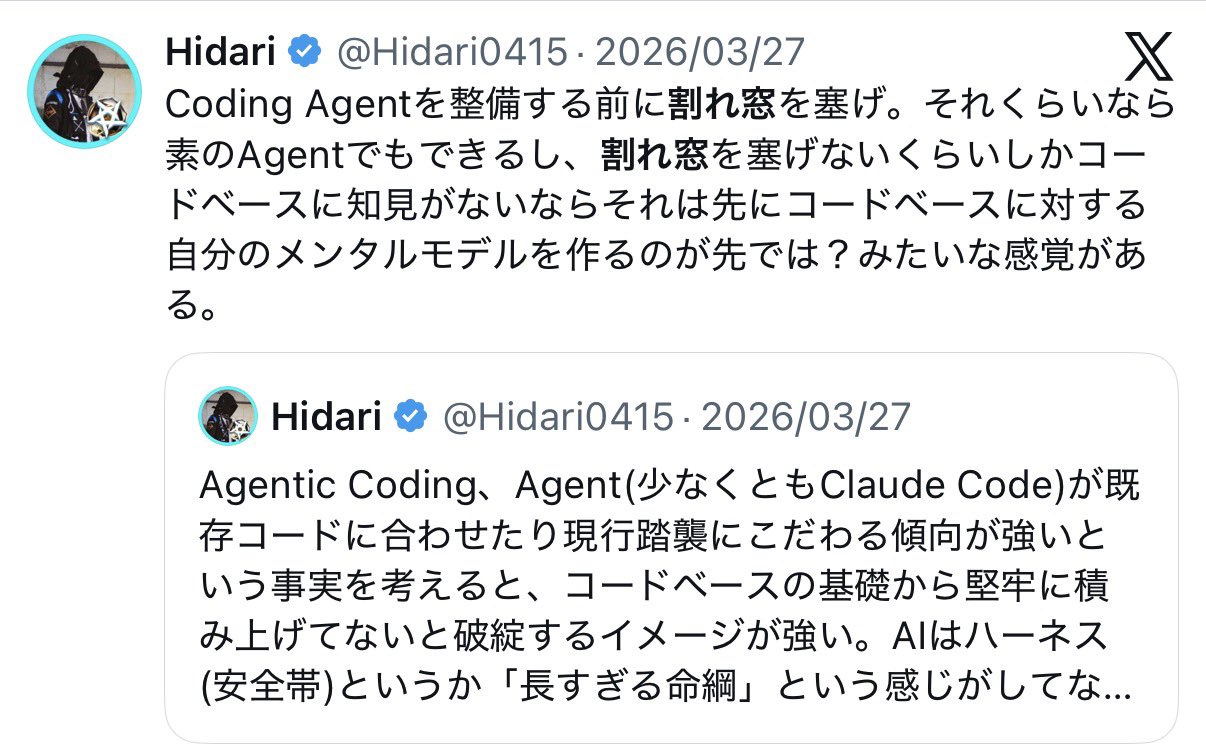 Hidari @Hidari0415 · 2026/03/27
Coding Agentを整備する前に割れ窓を塞げ。それくらいなら
素のAgentでもできるし、割れ窓を塞げないくらいしかコー
ドベースに知見がないならそれは先にコードベースに対する
自分のメンタルモデルを作るのが先では？みたいな感覚があ
る。
Hidari @Hidari0415 · 2026/03/27
Agentic Coding、Agent(少なくともClaude Code)が既
存コードに合わせたり現行踏襲にこだわる傾向が強いと
いう事実を考えると、コードベースの基礎から堅牢に積
み上げてないと破綻するイメージが強い。AIはハーネス
(安全帯)というか「長すぎる命綱」という感じがしてな...